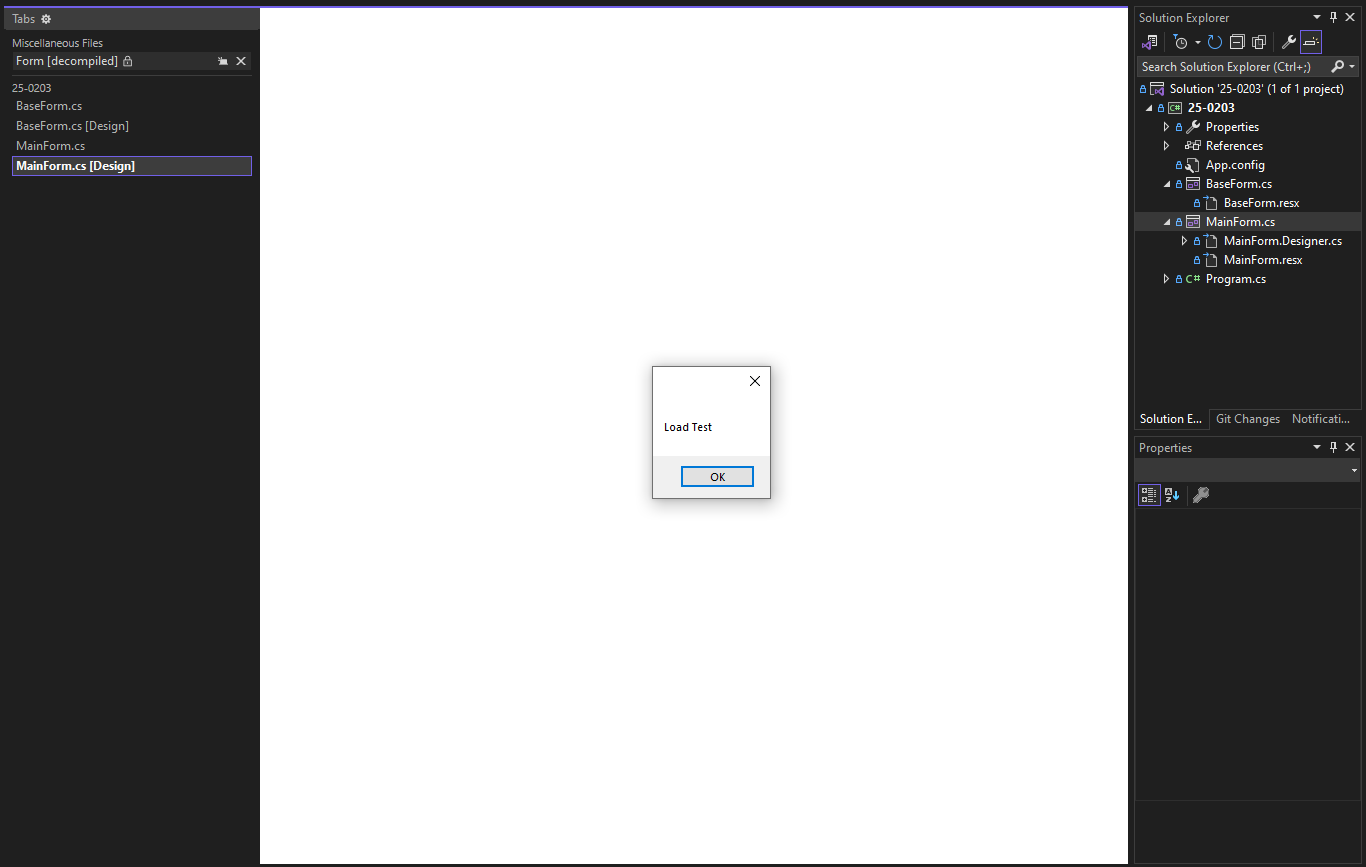 Tabs
Miscellaneous Files
Form [decompiled]
25-0203
BaseForm.cs
BaseForm.cs [Design]
MainForm.cs
MainForm.cs [Design]
Load Test
OK
Solution Explorer
Search Solution Explorer (Ctrl+;)
Solution '25-0203' (1 of 1 project)
C# 25-0203
Properties
References
App.config
BaseForm.cs
BaseForm.resx
MainForm.cs
MainForm.Designer.cs
MainForm.resx
C# Program.cs
Solution E... Git Changes Notificati...
Properties